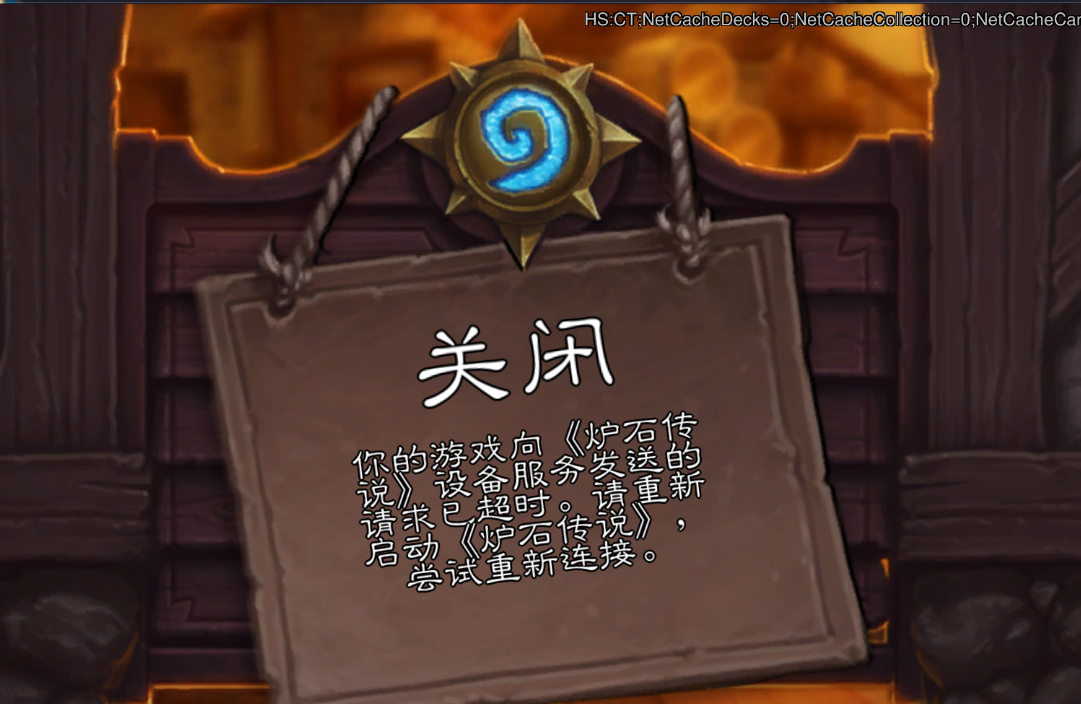 HS:CT;NetCacheDecks=0;NetCacheCollection=0;NetCacheCar
关闭
你的游戏向《炉石传
说》设备服务发送的
请求已超时。请重新
启动《炉石传说》，
尝试重新连接。